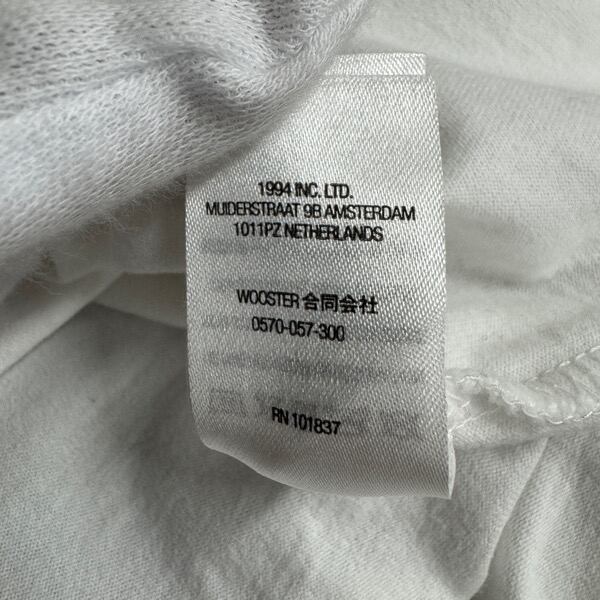 1994 INC. LTD.
MUIDERSTRAAT 9B AMSTERDAM
1011PZ NETHERLANDS
WOOSTER 合同会社
0570-057-300
RN 101837